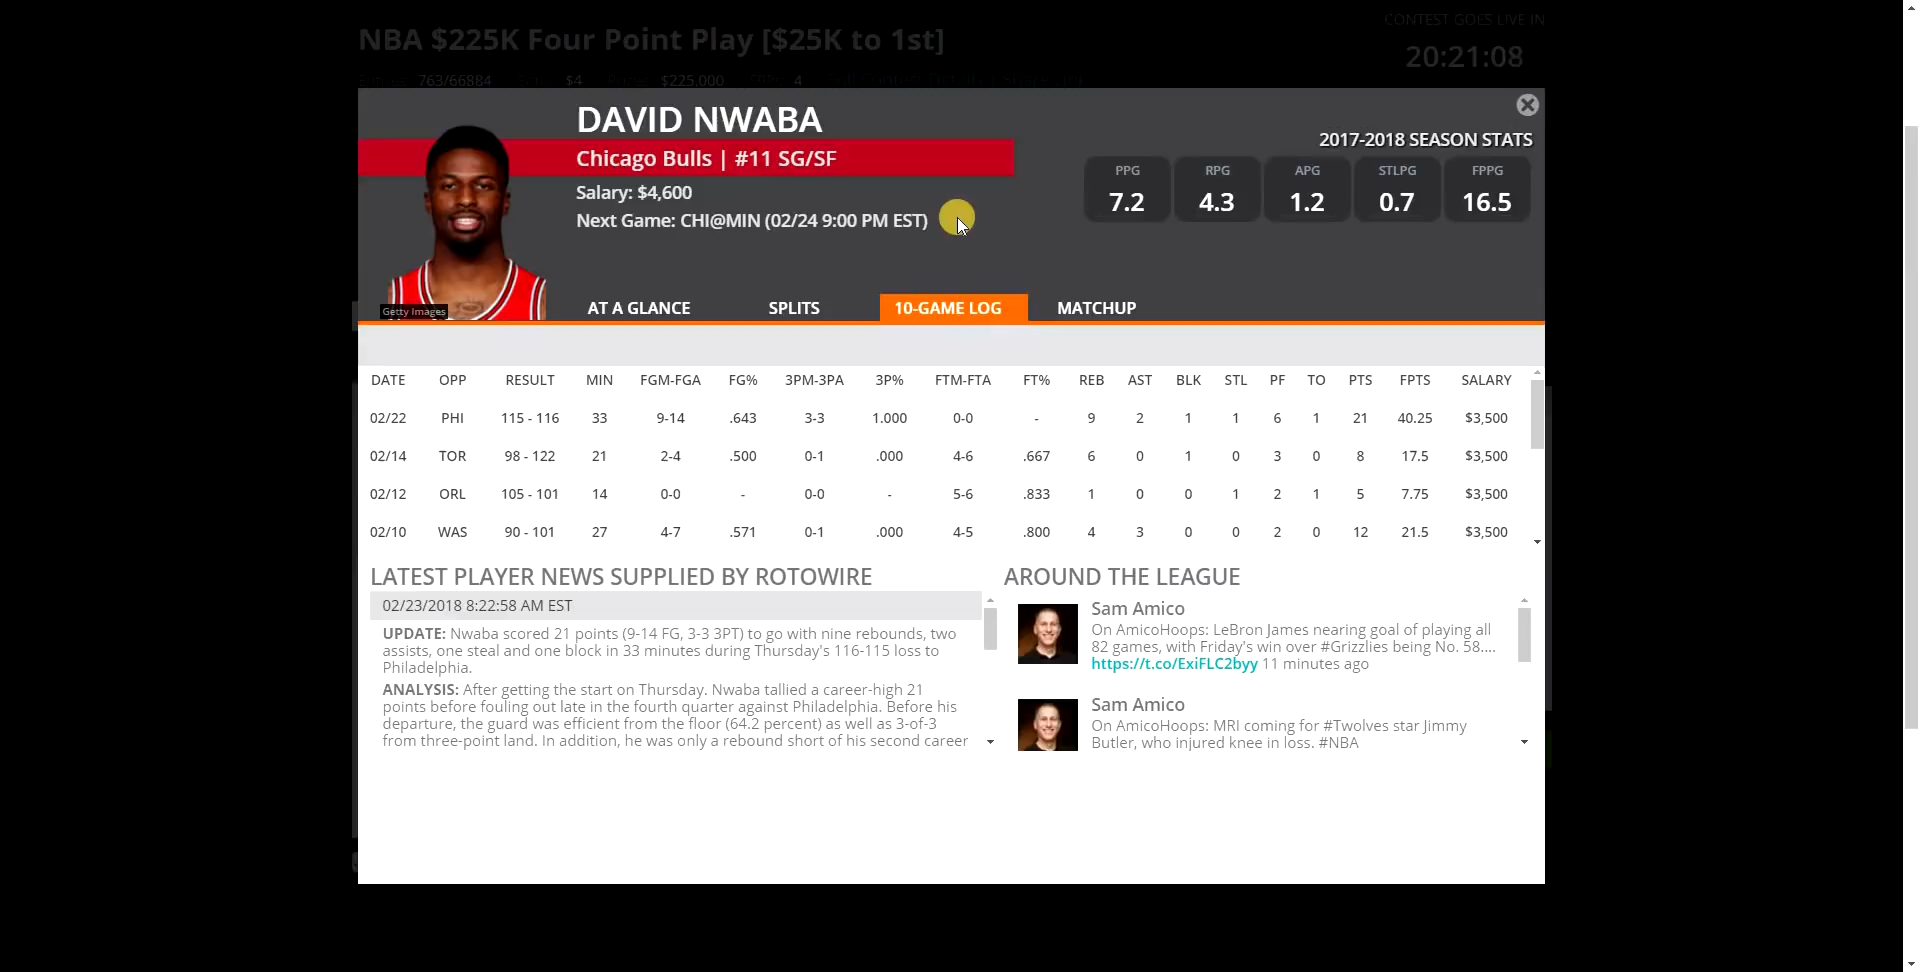 NBA $225K Four Point Play [$25K to 1st]
CONTEST GOES LIVE IN
20:21:08
763/66884 $4 $225,000 4
DAVID NWABA
Chicago Bulls | #11 SG/SF
Salary: $4,600
Next Game: CHI@MIN (02/24 9:00 PM EST)
2017-2018 SEASON STATS
PPG RPG APG STLPG FPPG
7.2 4.3 1.2 0.7 16.5
Getty Images
AT A GLANCE SPLITS 10-GAME LOG MATCHUP
DATE OPP RESULT MIN FGM-FGA FG% 3PM-3PA 3P% FTM-FTA FT% REB AST BLK STL PF TO PTS FPTS SALARY
02/22 PHI 115 - 116 33 9-14 .643 3-3 1.000 0-0 - 9 2 1 1 6 1 21 40.25 $3,500
02/14 TOR 98 - 122 21 2-4 .500 0-1 .000 4-6 .667 6 0 1 0 3 0 8 17.5 $3,500
02/12 ORL 105 - 101 14 0-0 - 0-0 - 5-6 .833 1 0 0 1 2 1 5 7.75 $3,500
02/10 WAS 90 - 101 27 4-7 .571 0-1 .000 4-5 .800 4 3 0 0 2 0 12 21.5 $3,500
LATEST PLAYER NEWS SUPPLIED BY ROTOWIRE
02/23/2018 8:22:58 AM EST
UPDATE: Nwaba scored 21 points (9-14 FG, 3-3 3PT) to go with nine rebounds, two
assists, one steal and one block in 33 minutes during Thursday's 116-115 loss to
Philadelphia.
ANALYSIS: After getting the start on Thursday. Nwaba tallied a career-high 21
points before fouling out late in the fourth quarter against Philadelphia. Before his
departure, the guard was efficient from the floor (64.2 percent) as well as 3-of-3
from three-point land. In addition, he was only a rebound short of his second career
AROUND THE LEAGUE
Sam Amico
On AmicoHoops: LeBron James nearing goal of playing all
82 games, with Friday's win over #Grizzlies being No. 58....
https://t.co/ExiFLC2byy 11 minutes ago
Sam Amico
On AmicoHoops: MRI coming for #Twolves star Jimmy
Butler, who injured knee in loss. #NBA